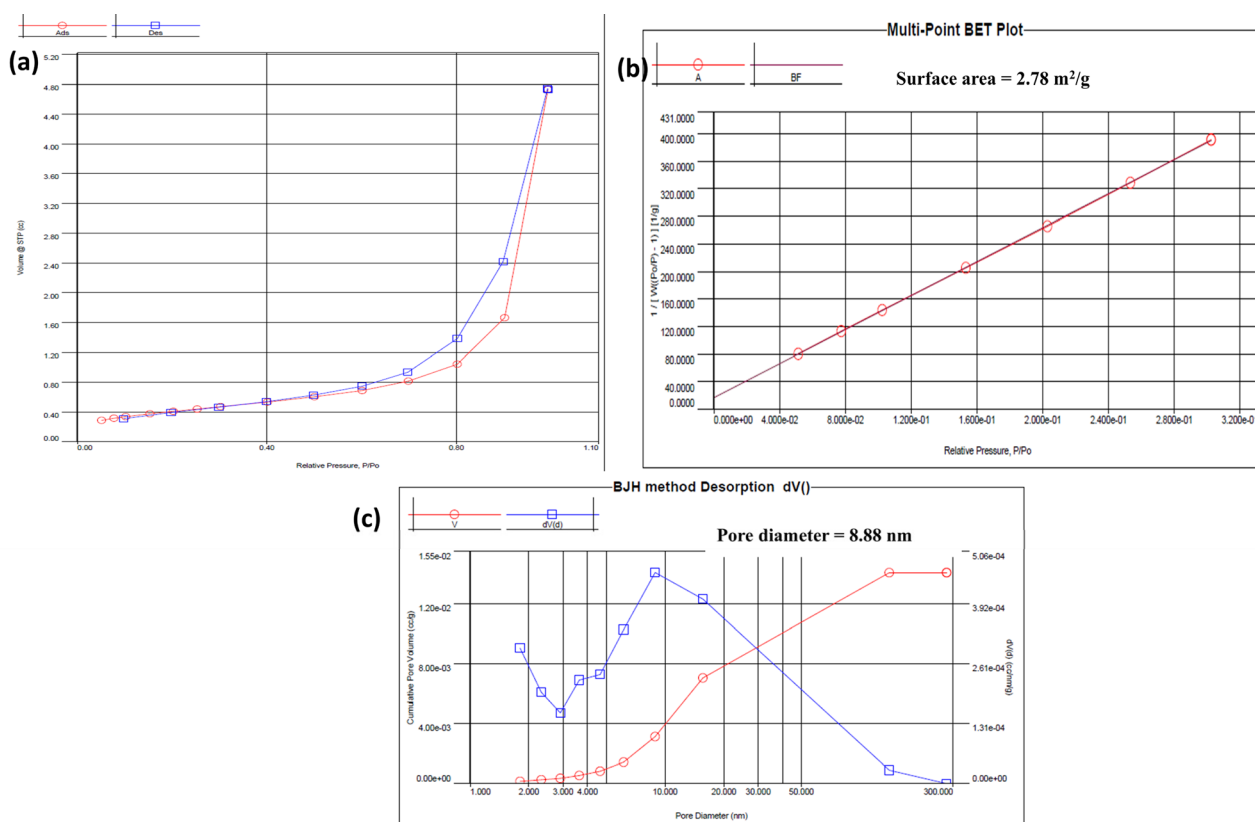 Ads
Des
(a)
5.20
4.80
4.40
4.00
3.60
3.20
2.80
2.40
2.00
1.60
1.20
0.80
0.40
0.00
Volume @ STP (cc)
0.00
0.40
0.80
1.10
Relative Pressure, P/Po
Multi-Point BET Plot
(b)
A
BF
Surface area = 2.78 m²/g
431.0000
400.0000
360.0000
320.0000
280.0000
240.0000
200.0000
160.0000
120.0000
80.0000
40.0000
0.0000
1 / [ W((Po/P) - 1) ] [1/g]
0.000e+00
4.000e-02
8.000e-02
1.200e-01
1.600e-01
2.000e-01
2.400e-01
2.800e-01
3.200e-0
Relative Pressure, P/Po
BJH method Desorption dV()
(c)
V
dV(d)
Pore diameter = 8.88 nm
1.55e-02
1.20e-02
8.00e-03
4.00e-03
0.00e+00
Cumulative Pore Volume (cc/g)
5.06e-04
3.92e-04
2.61e-04
1.31e-04
0.00e+00
dV(d) (cc/nm/g)
1.000
2.000
3.000
4.000
10.000
20.000
30.000
50.000
300.000
Pore Diameter (nm)